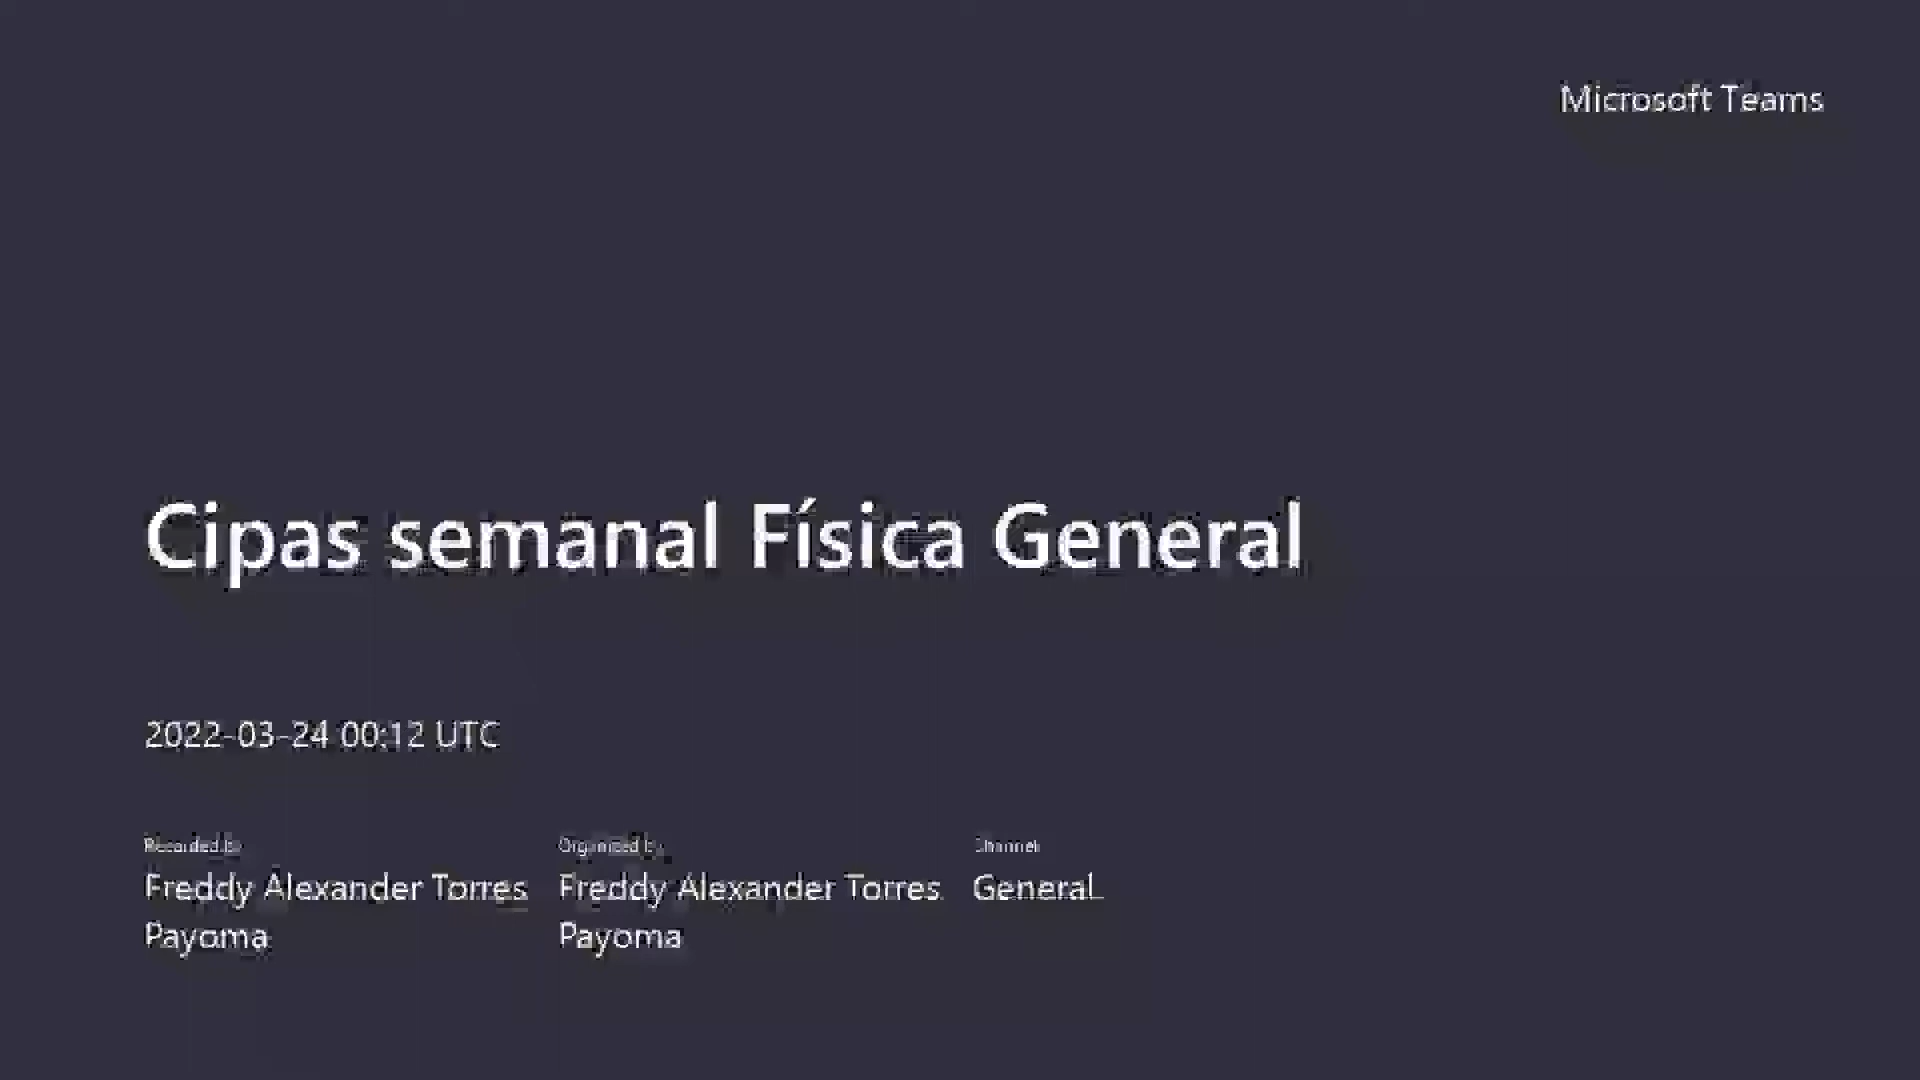 Microsoft Teams
Cipas semanal Física General
2022-03-24 00:12 UTC
Recorded by
Organized by
Channel
Freddy Alexander Torres
Payoma
Freddy Alexander Torres
Payoma
General